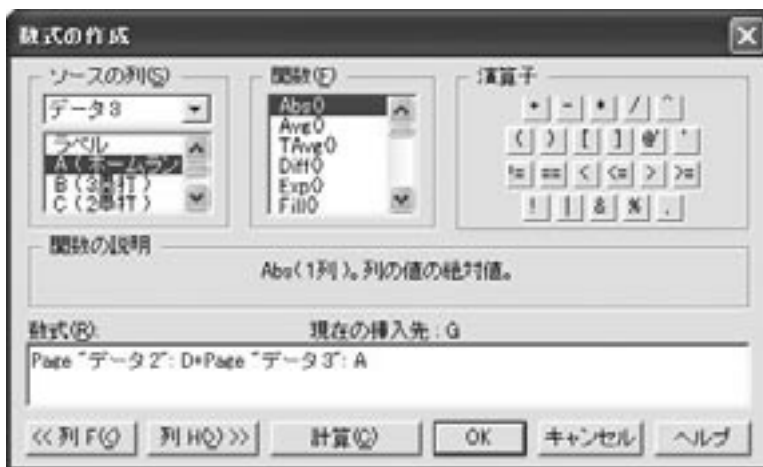 数式の作成
ソースの列(S)
データ3
ラベル
A (ホームラン
B (3塁打)
C (2塁打)
関数(F)
Abs()
Avg()
TAvg()
Diff()
Exp()
Fill()
演算子
+ - * / ^
( ) [ ] @' '
!= == < <= > >=
! | & % .
関数の説明
Abs(1列)。列の値の絶対値。
数式(R):
現在の挿入先:G
Page "データ2": D+Page "データ3": A
<< 列 F()
列 H() >>
計算(C)
OK
キャンセル
ヘルプ